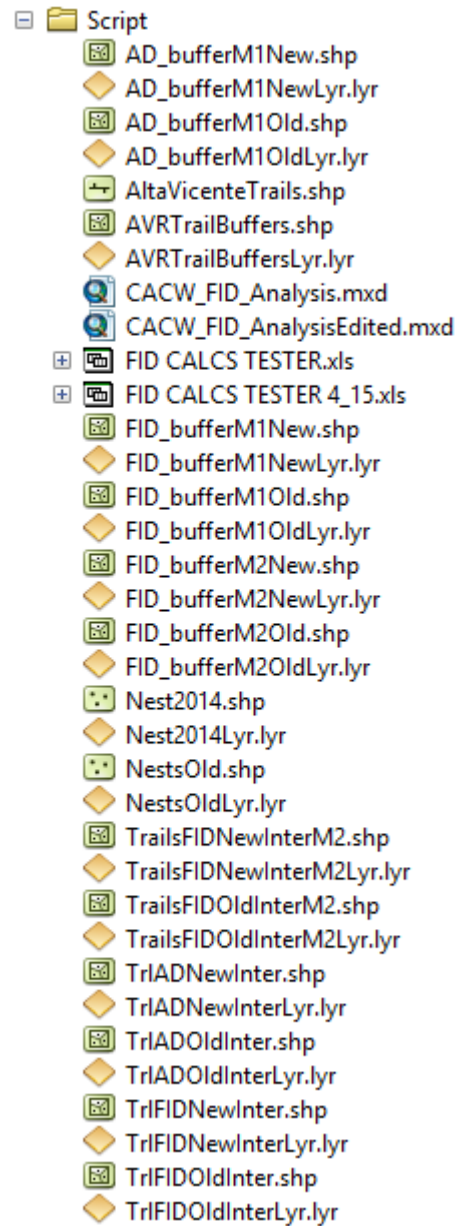 Script
AD_bufferM1New.shp
AD_bufferM1NewLyr.lyr
AD_bufferM1Old.shp
AD_bufferM1OldLyr.lyr
AltaVicenteTrails.shp
AVRTrailBuffers.shp
AVRTrailBuffersLyr.lyr
CACW_FID_Analysis.mxd
CACW_FID_AnalysisEdited.mxd
FID CALCS TESTER.xls
FID CALCS TESTER 4_15.xls
FID_bufferM1New.shp
FID_bufferM1NewLyr.lyr
FID_bufferM1Old.shp
FID_bufferM1OldLyr.lyr
FID_bufferM2New.shp
FID_bufferM2NewLyr.lyr
FID_bufferM2Old.shp
FID_bufferM2OldLyr.lyr
Nest2014.shp
Nest2014Lyr.lyr
NestsOld.shp
NestsOldLyr.lyr
TrailsFIDNewInterM2.shp
TrailsFIDNewInterM2Lyr.lyr
TrailsFIDOldInterM2.shp
TrailsFIDOldInterM2Lyr.lyr
TrlADNewInter.shp
TrlADNewInterLyr.lyr
TrlADOldInter.shp
TrlADOldInterLyr.lyr
TrlFIDNewInter.shp
TrlFIDNewInterLyr.lyr
TrlFIDOldInter.shp
TrlFIDOldInterLyr.lyr